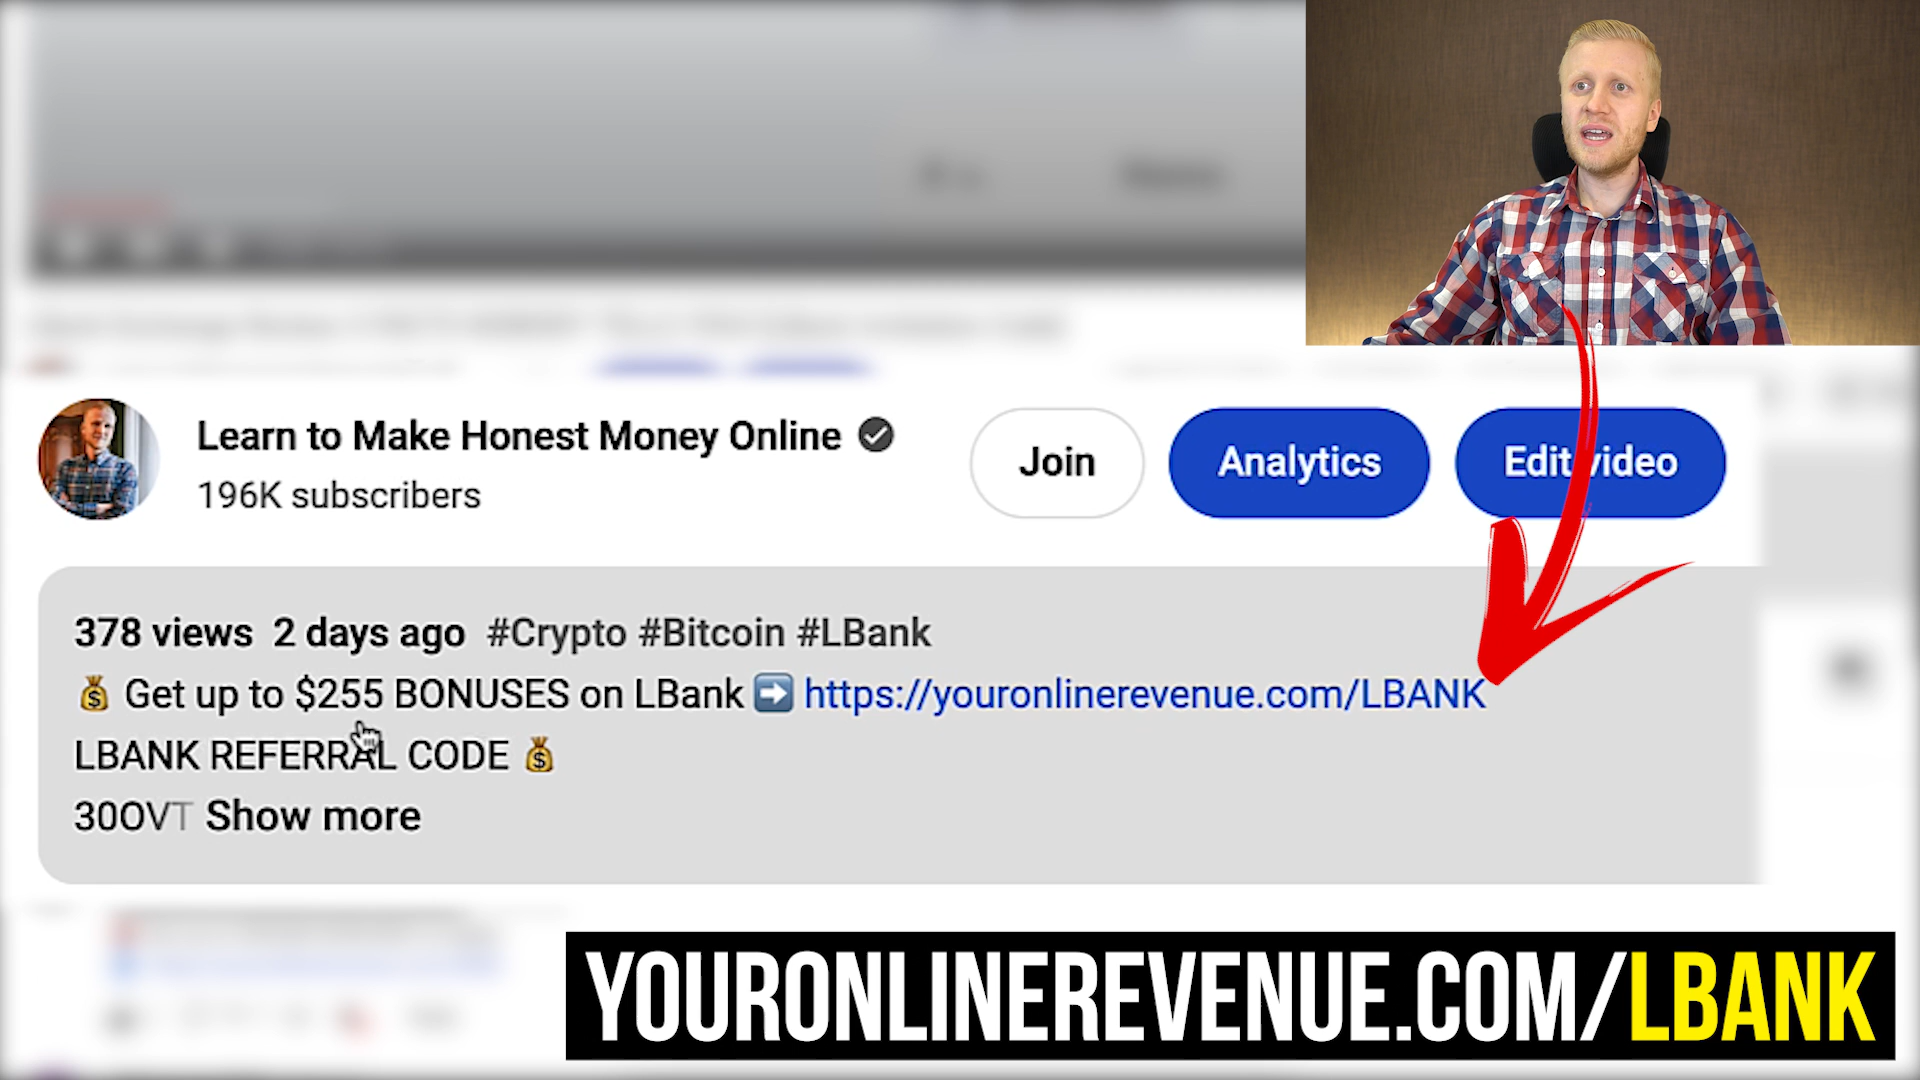 Learn to Make Honest Money Online
196K subscribers
Join
Analytics
Edit video
378 views 2 days ago #Crypto #Bitcoin #LBank
💰 Get up to $255 BONUSES on LBank ➡️ https://youronlinerevenue.com/LBANK
LBANK REFERRAL CODE 💰
30OVT Show more
YOURONLINEREVENUE.COM/LBANK